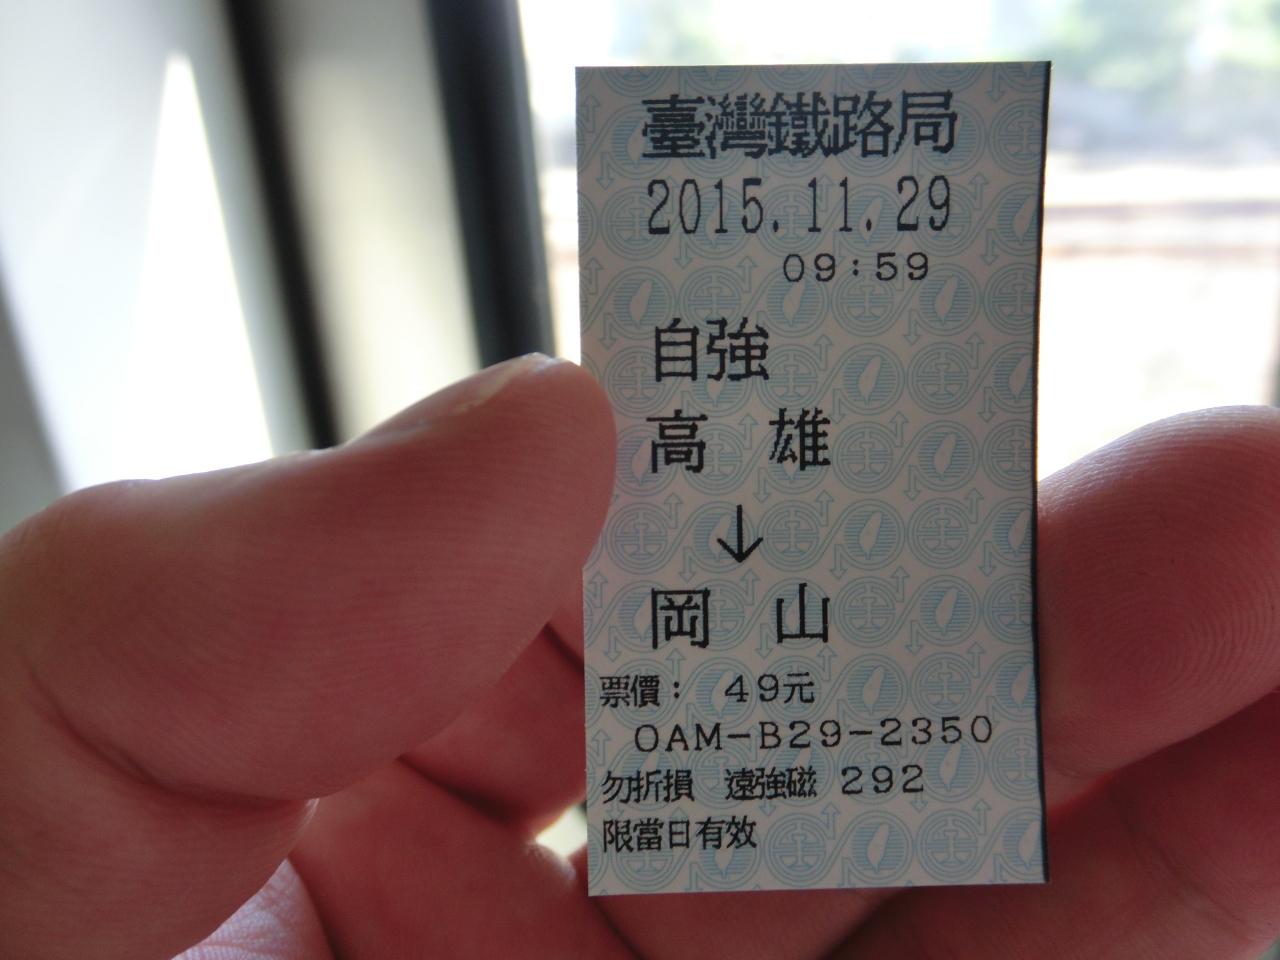 臺灣鐵路局
2015.11.29
09:59
自強
高雄
↓
岡山
票價： 49元
OAM-B29-2350
勿折損 遠強磁 292
限當日有效